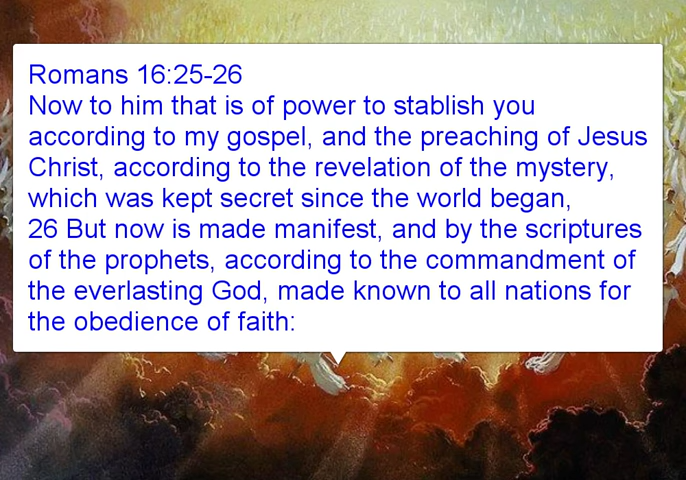 Romans 16:25-26
Now to him that is of power to stablish you
according to my gospel, and the preaching of Jesus
Christ, according to the revelation of the mystery,
which was kept secret since the world began,
26 But now is made manifest, and by the scriptures
of the prophets, according to the commandment of
the everlasting God, made known to all nations for
the obedience of faith: